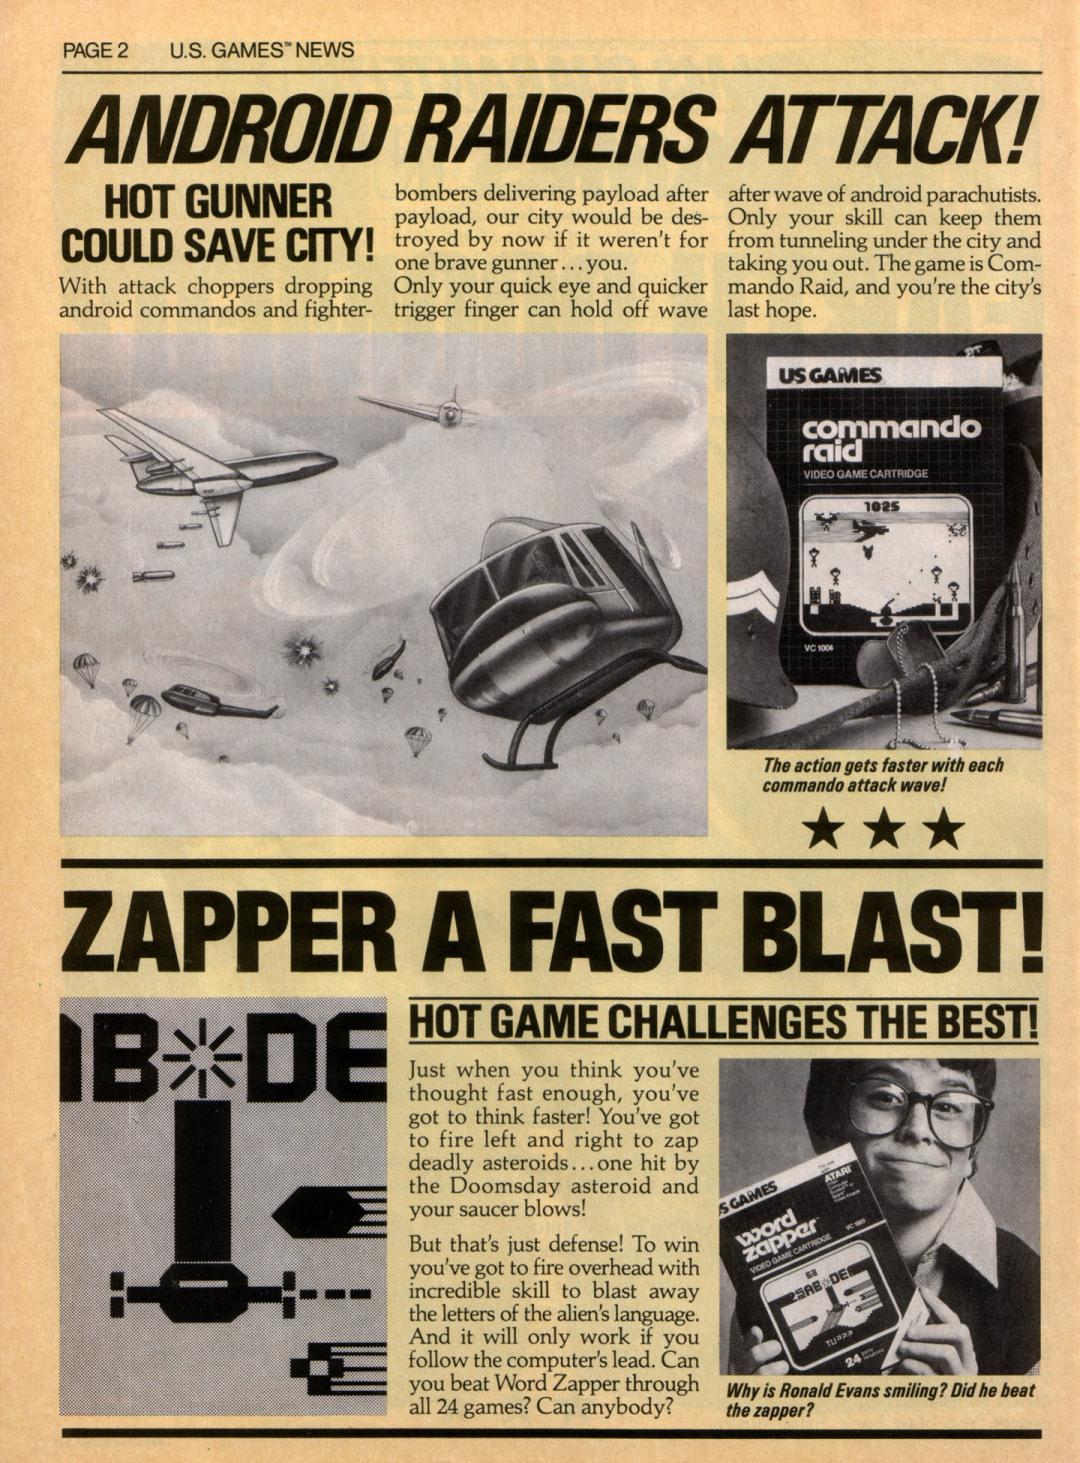 PAGE 2 U.S. GAMES™ NEWS
ANDROID RAIDERS ATTACK!
HOT GUNNER
COULD SAVE CITY!
With attack choppers dropping
android commandos and fighter-
bombers delivering payload after
payload, our city would be des-
troyed by now if it weren't for
one brave gunner...you.
Only your quick eye and quicker
trigger finger can hold off wave
after wave of android parachutists.
Only your skill can keep them
from tunneling under the city and
taking you out. The game is Com-
mando Raid, and you're the city's
last hope.
US GAMES
commando
raid
VIDEO GAME CARTRIDGE
1025
VC 1004
The action gets faster with each
commando attack wave!
ZAPPER A FAST BLAST!
AB DE
HOT GAME CHALLENGES THE BEST!
Just when you think you've
thought fast enough, you've
got to think faster! You've got
to fire left and right to zap
deadly asteroids...one hit by
the Doomsday asteroid and
your saucer blows!
But that's just defense! To win
you've got to fire overhead with
incredible skill to blast away
the letters of the alien's language.
And it will only work if you
follow the computer's lead. Can
you beat Word Zapper through
all 24 games? Can anybody?
US GAMES
ATARI
word
zapper™
VC 1003
VIDEO GAME CARTRIDGE
63
24
Why is Ronald Evans smiling? Did he beat
the zapper?